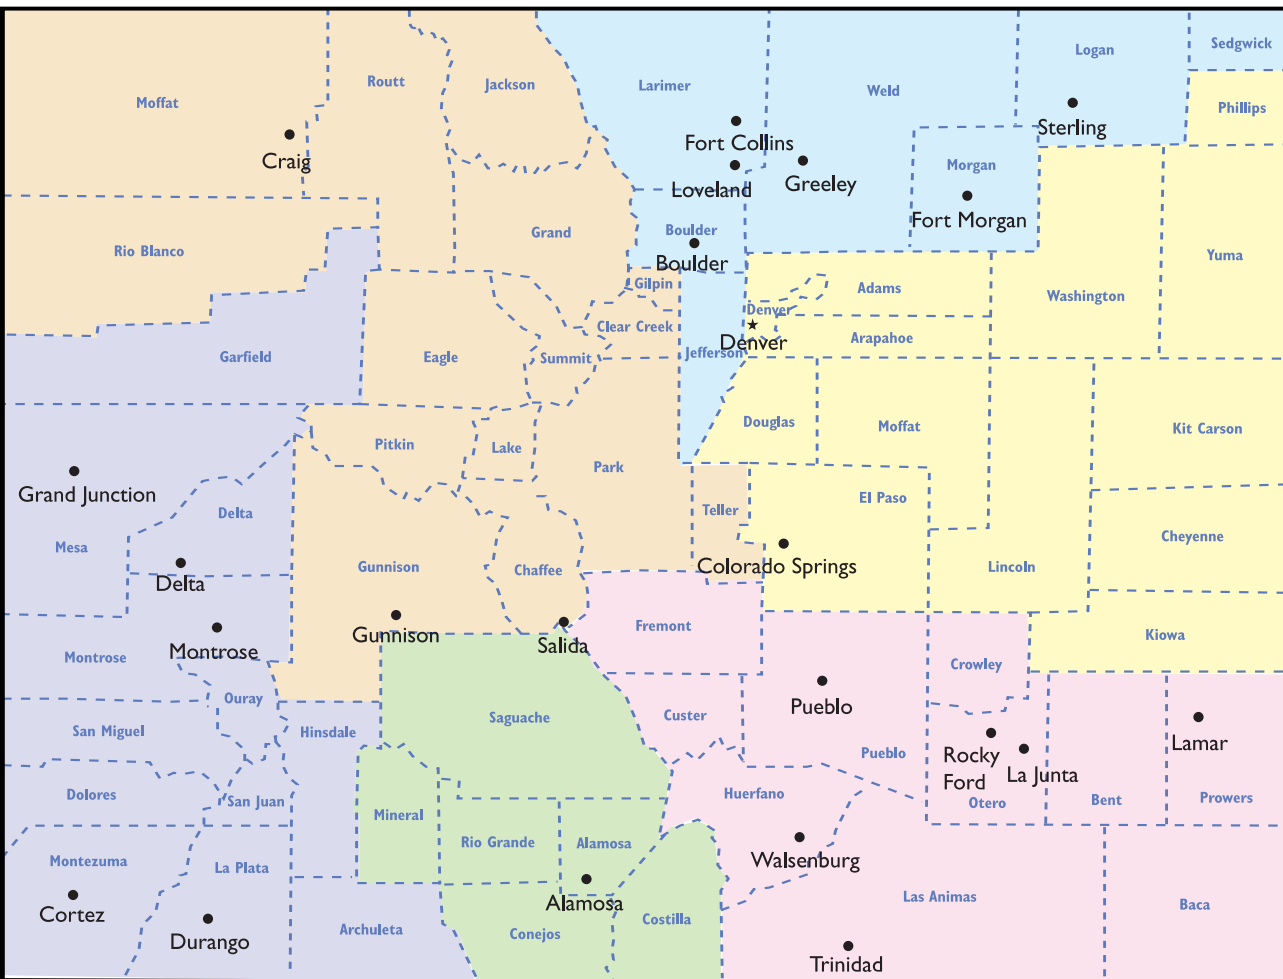 Sedgwick
Logan
Routt
Jackson
Larimer
Weld
Moffat
Phillips
Sterling
Fort Collins
Craig
Morgan
Loveland
Greeley
Fort Morgan
Grand
Boulder
Rio Blanco
Boulder
Yuma
Gilpin
Adams
Washington
Denver
Clear Creek
Arapahoe
Denver
Jefferson
Garfield
Eagle
Summit
Douglas
Moffat
Kit Carson
Pitkin
Lake
Park
Grand Junction
El Paso
Delta
Teller
Cheyenne
Mesa
Gunnison
Chaffee
Colorado Springs
Lincoln
Delta
Fremont
Kiowa
Gunnison
Salida
Montrose
Montrose
Crowley
Ouray
Pueblo
Saguache
Custer
San Miguel
Hinsdale
Lamar
Pueblo
Rocky
Ford
La Junta
Dolores
San Juan
Huerfano
Otero
Bent
Prowers
Mineral
Rio Grande
Alamosa
Montezuma
La Plata
Walsenburg
Las Animas
Alamosa
Baca
Cortez
Costilla
Archuleta
Conejos
Durango
Trinidad